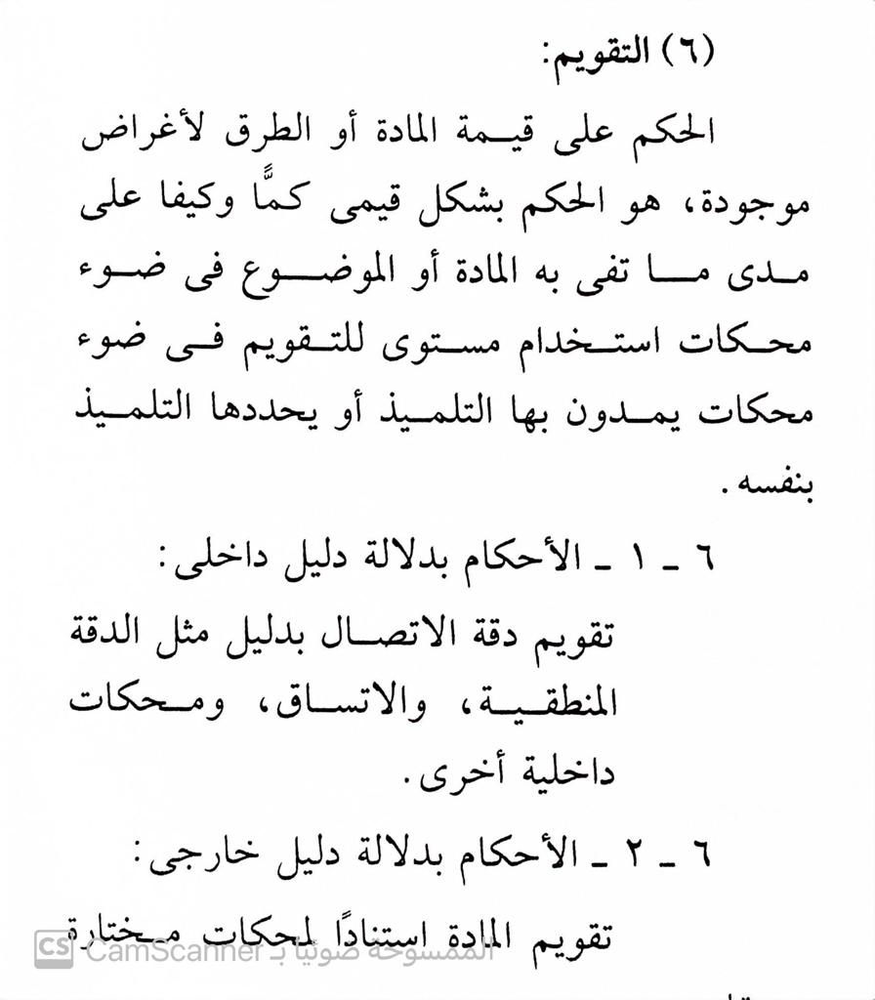 (٦) التقويم:
الحكم على قيمة المادة أو الطرق لأغراض
موجودة، هو الحكم بشكل قيمى كمًّا وكيفا على
مدى ما تفى به المادة أو الموضوع فى ضوء
محكات استخدام مستوى للتقويم فى ضوء
محكات يمدون بها التلميذ أو يحددها التلميذ
بنفسه .
٦ ـ ١ ـ الأحكام بدلالة دليل داخلى :
تقويم دقة الاتصال بدليل مثل الدقة
المنطقية، والاتساق، ومحكات
داخلية أخرى .
٦ ـ ٢ ـ الأحكام بدلالة دليل خارجى :
تقويم المادة استنادًا لمحكات مختارة
CS CamScanner الممسوحة ضوئيا بـ